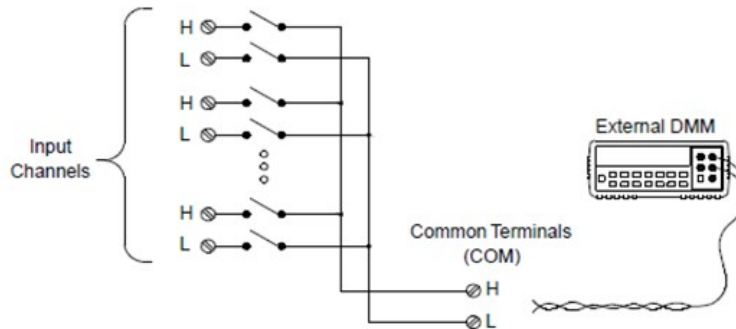 H
L
H
L
Input
Channels
External DMM
H
L
Common Terminals
(COM)
H
L